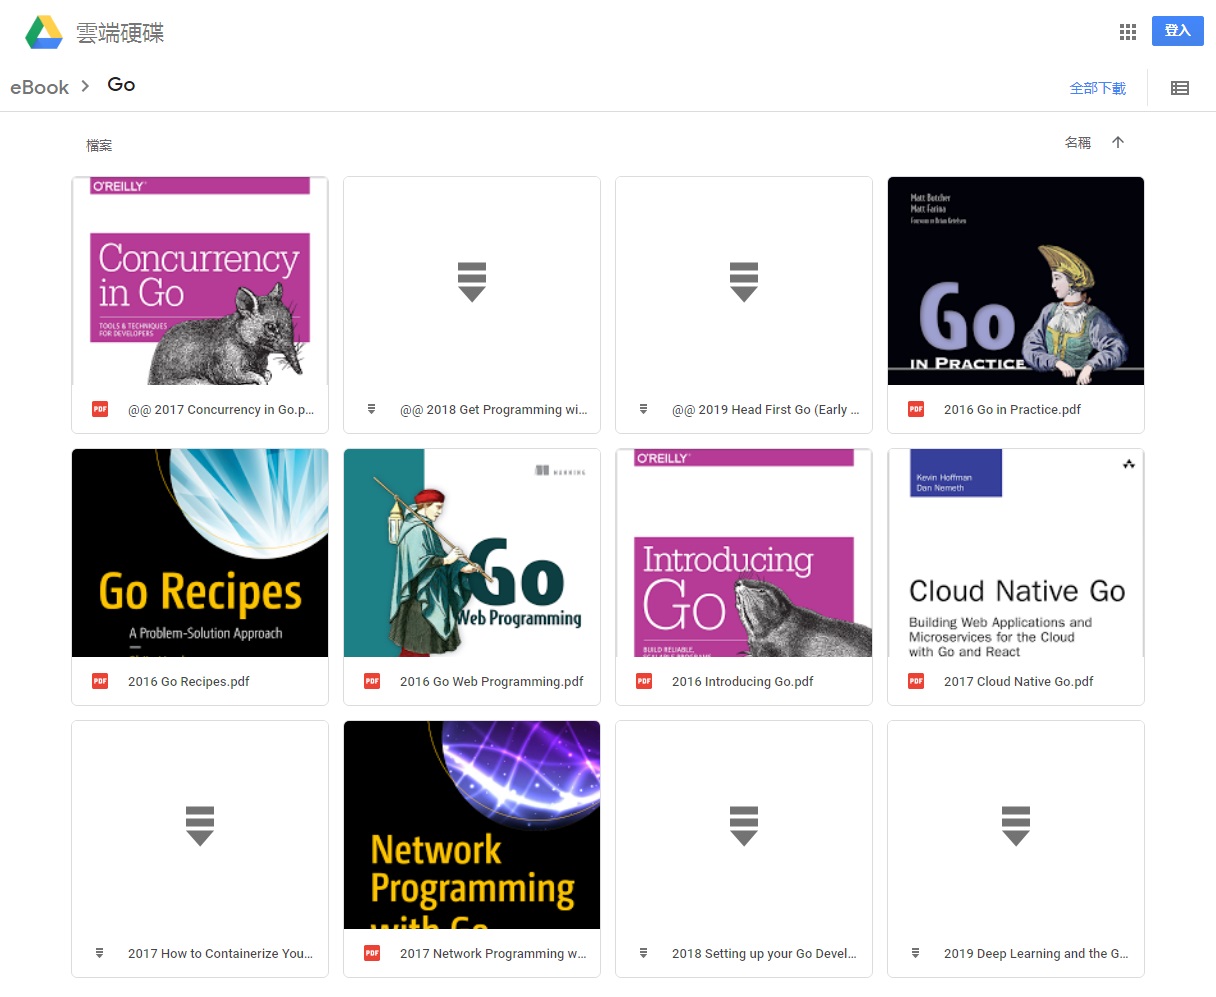 雲端硬碟
登入
eBook > Go
全部下載
檔案
名稱
O'REILLY
Concurrency
in Go
TOOLS & TECHNIQUES
FOR DEVELOPERS
@@ 2017 Concurrency in Go.p...
@@ 2018 Get Programming wi...
@@ 2019 Head First Go (Early ...
Matt Butcher
Matt Farina
Go
IN PRACTICE
PDF
2016 Go in Practice.pdf
Go Recipes
A Problem-Solution Approach
PDF
2016 Go Recipes.pdf
MANNING
Go
Web Programming
PDF
2016 Go Web Programming.pdf
O'REILLY
Introducing
Go
BUILD RELIABLE,
SCALABLE PROGRAMS
PDF
2016 Introducing Go.pdf
Kevin Hoffman
Dan Nemeth
Cloud Native Go
Building Web Applications and
Microservices for the Cloud
with Go and React
PDF
2017 Cloud Native Go.pdf
2017 How to Containerize You...
Network
Programming
with Go
PDF
2017 Network Programming w...
2018 Setting up your Go Devel...
2019 Deep Learning and the G...